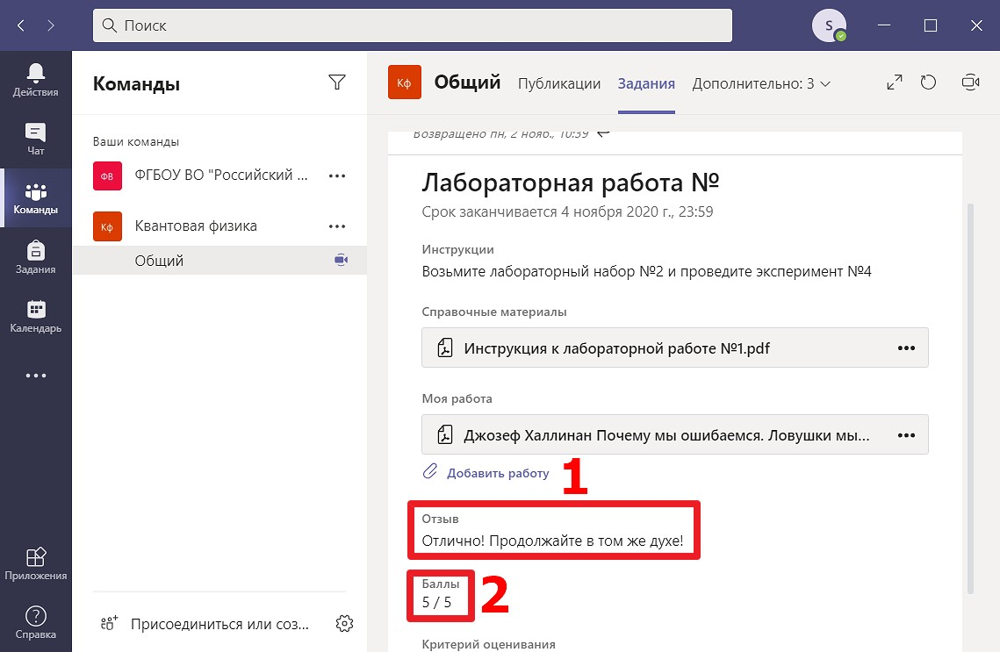 Поиск
S
Действия
Чат
Команды
Задания
Календарь
Приложения
Справка
Команды
Ваши команды
ФВ
ФГБОУ ВО "Российский ...
Кф
Квантовая физика
Общий
Присоединиться или соз...
Кф
Общий
Публикации
Задания
Дополнительно: 3
Возвращено пн, 2 нояб., 10:39
Лабораторная работа №
Срок заканчивается 4 ноября 2020 г., 23:59
Инструкции
Возьмите лабораторный набор №2 и проведите эксперимент №4
Справочные материалы
Инструкция к лабораторной работе №1.pdf
Моя работа
Джозеф Халлинан Почему мы ошибаемся. Ловушки мы...
Добавить работу
1
Отзыв
Отлично! Продолжайте в том же духе!
Баллы
5 / 5
2
Критерий оценивания